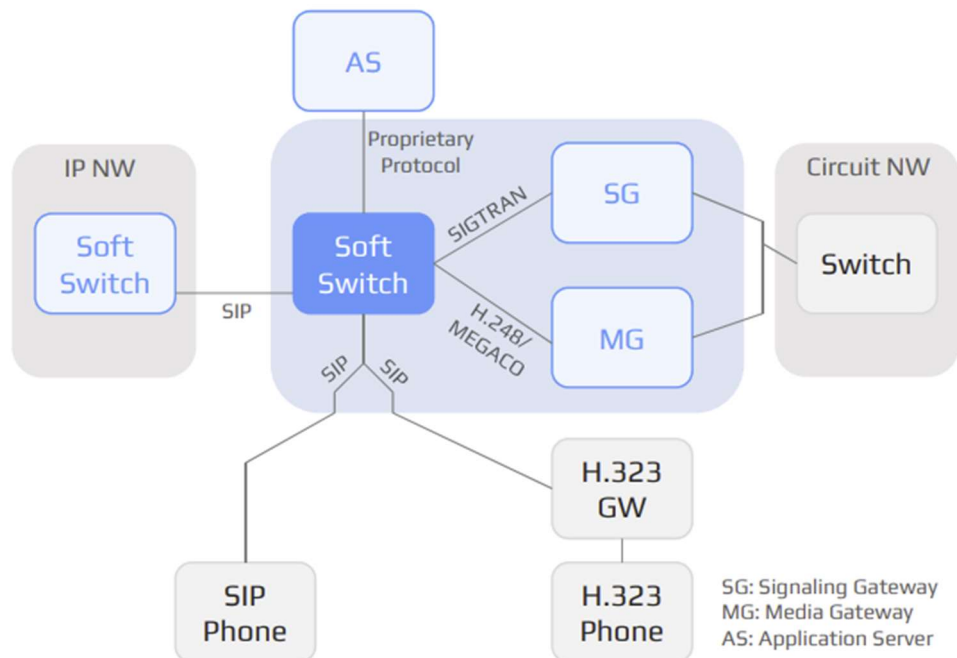 AS
Proprietary
Protocol
IP NW
Circuit NW
SG
SIGTRAN
Soft
Switch
Soft
Switch
Switch
SIP
H.248/
MEGACO
MG
SIP
SIP
H.323
GW
SIP
Phone
H.323
Phone
SG: Signaling Gateway
MG: Media Gateway
AS: Application Server